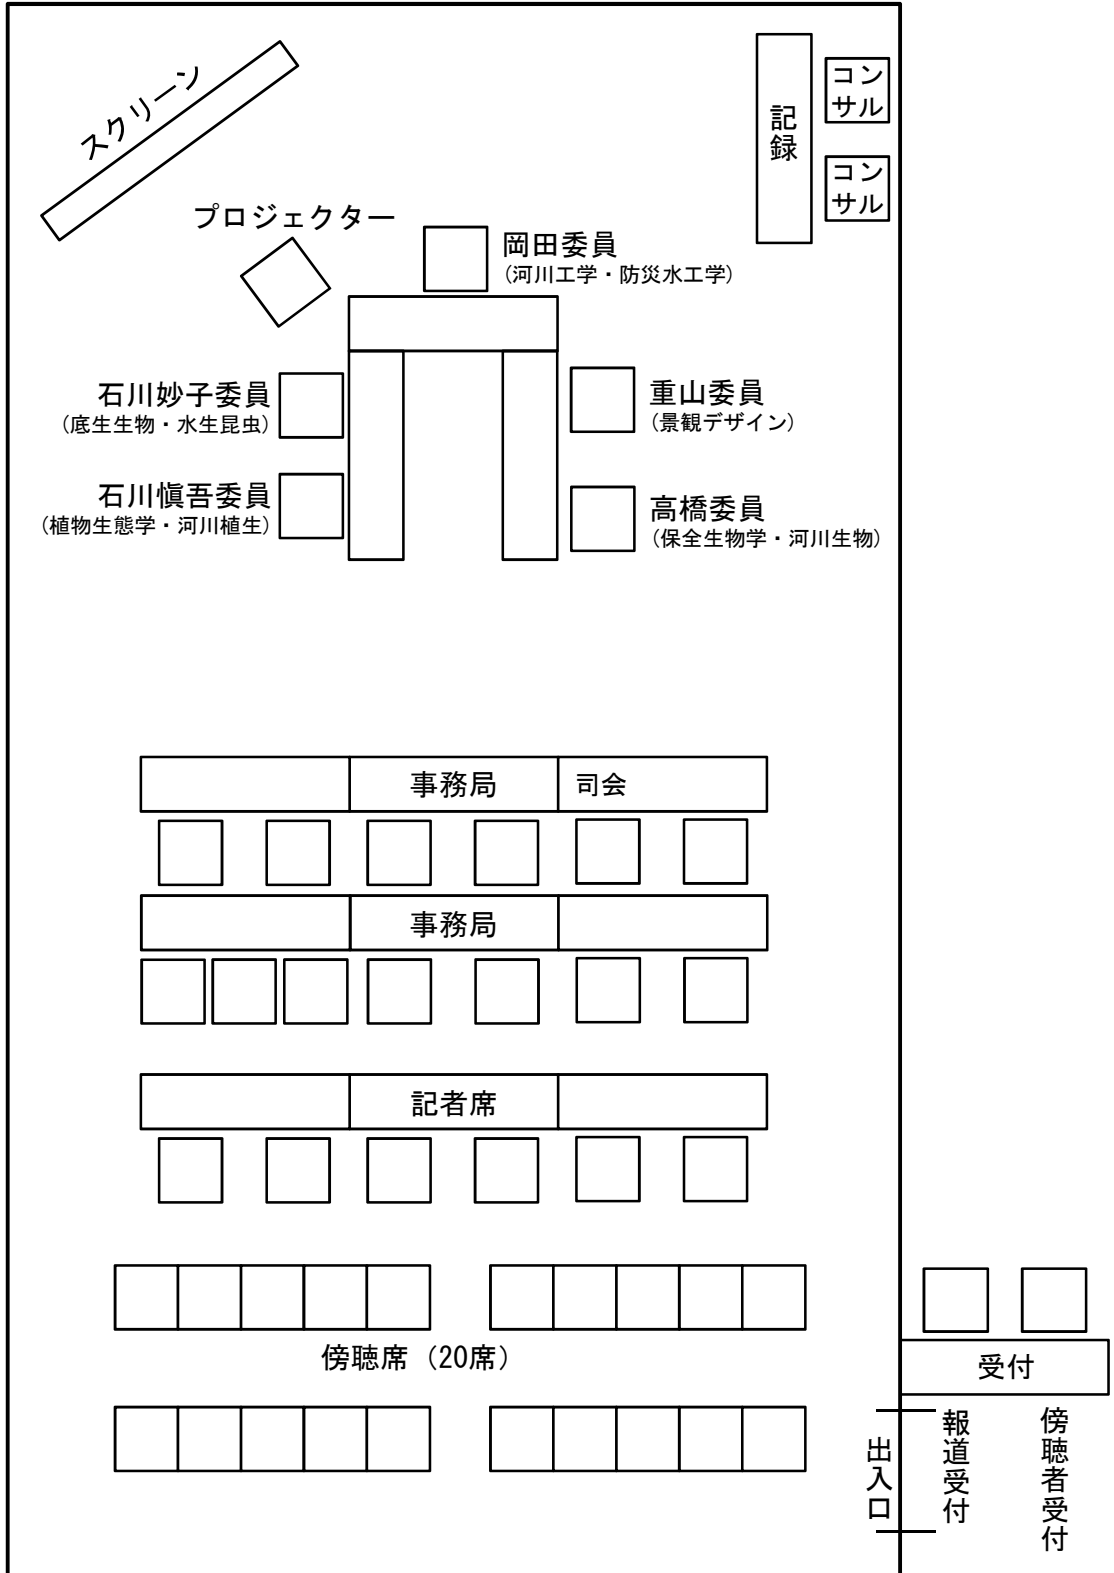 スクリーン
記録
コン
サル
コン
サル
プロジェクター
岡田委員
(河川工学・防災水工学)
石川妙子委員
(底生生物・水生昆虫)
重山委員
(景観デザイン)
石川愼吾委員
(植物生態学・河川植生)
高橋委員
(保全生物学・河川生物)
事務局
司会
事務局
記者席
傍聴席（20席）
受付
出入口
報道受付
傍聴者受付